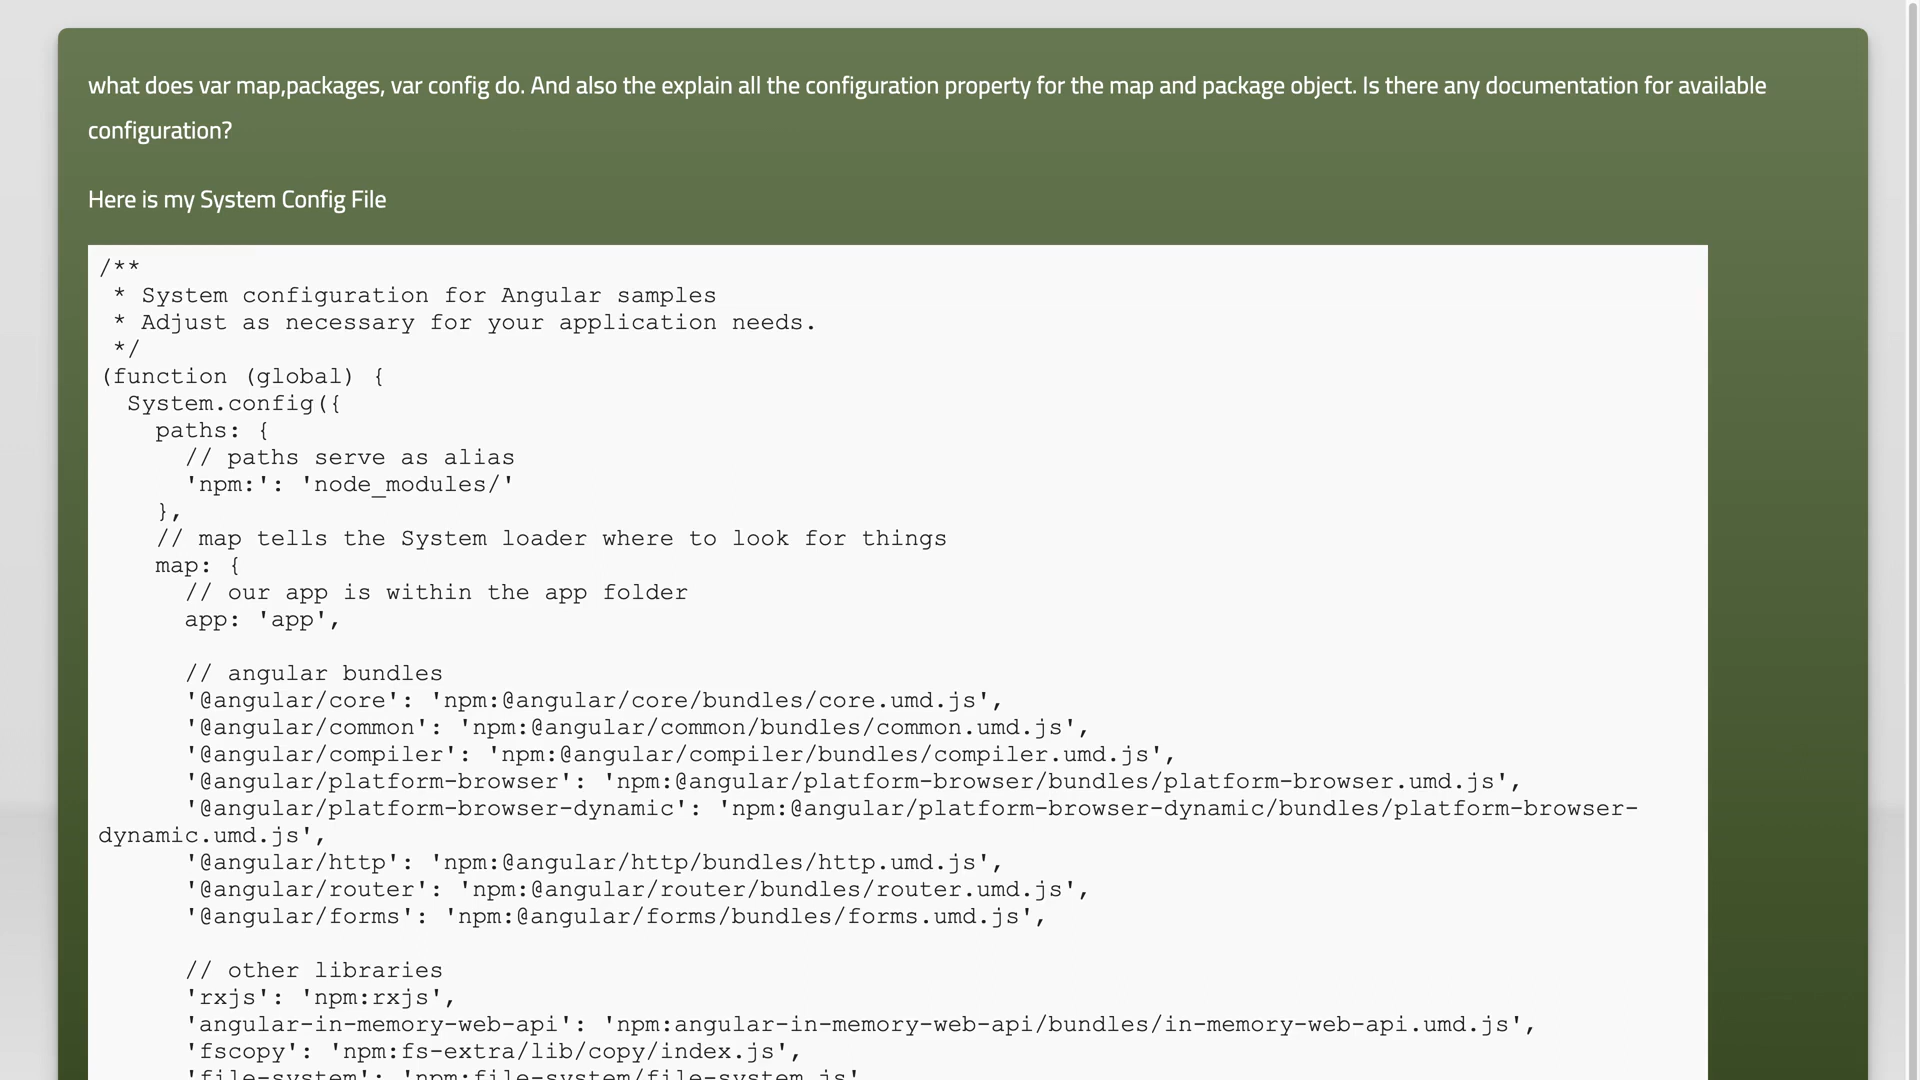 what does var map,packages, var config do. And also the explain all the configuration property for the map and package object. Is there any documentation for available
configuration?
Here is my System Config File
/**
 * System configuration for Angular samples
 * Adjust as necessary for your application needs.
 */
(function (global) {
  System.config({
    paths: {
      // paths serve as alias
      'npm:': 'node_modules/'
    },
    // map tells the System loader where to look for things
    map: {
      // our app is within the app folder
      app: 'app',
      // angular bundles
      '@angular/core': 'npm:@angular/core/bundles/core.umd.js',
      '@angular/common': 'npm:@angular/common/bundles/common.umd.js',
      '@angular/compiler': 'npm:@angular/compiler/bundles/compiler.umd.js',
      '@angular/platform-browser': 'npm:@angular/platform-browser/bundles/platform-browser.umd.js',
      '@angular/platform-browser-dynamic': 'npm:@angular/platform-browser-dynamic/bundles/platform-browser-
dynamic.umd.js',
      '@angular/http': 'npm:@angular/http/bundles/http.umd.js',
      '@angular/router': 'npm:@angular/router/bundles/router.umd.js',
      '@angular/forms': 'npm:@angular/forms/bundles/forms.umd.js',
      // other libraries
      'rxjs': 'npm:rxjs',
      'angular-in-memory-web-api': 'npm:angular-in-memory-web-api/bundles/in-memory-web-api.umd.js',
      'fscopy': 'npm:fs-extra/lib/copy/index.js',
      'file-system': 'npm:file-system/file-system.js'